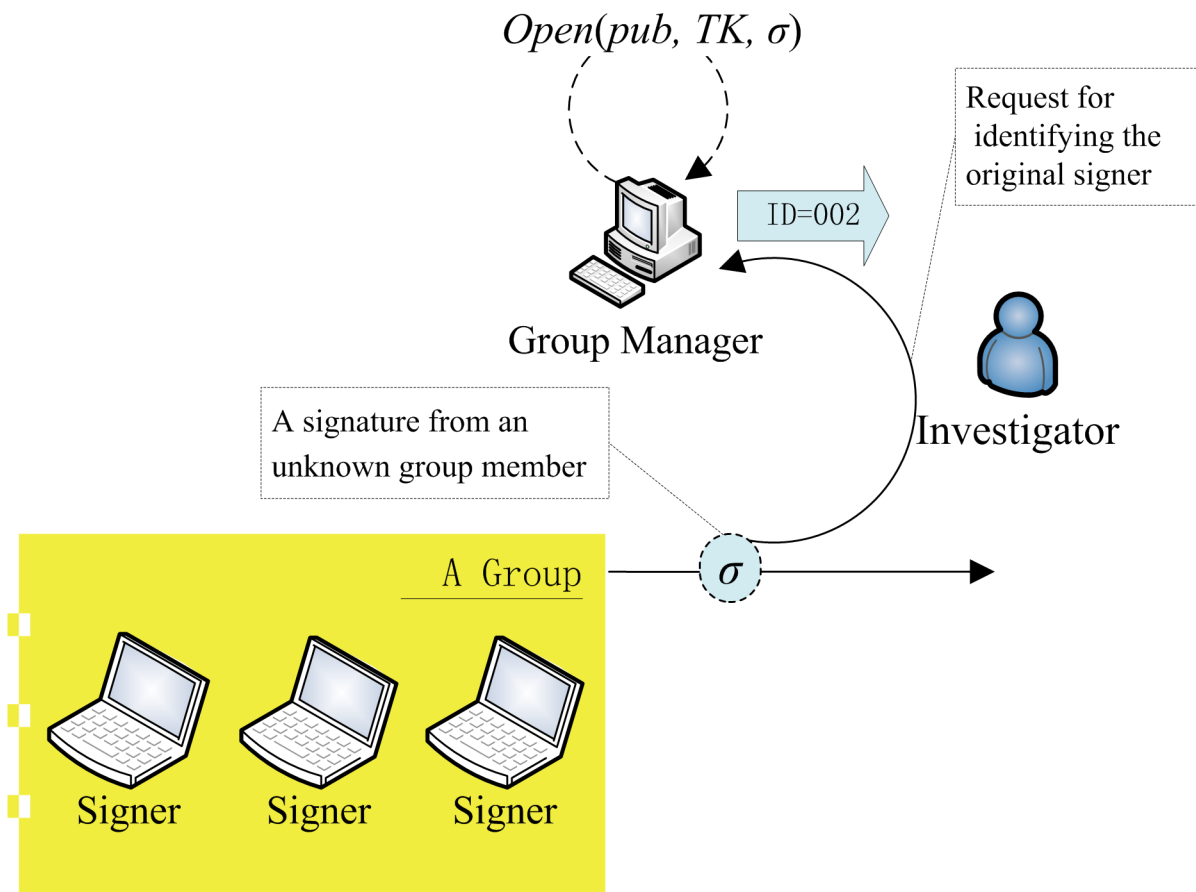 Open(pub, TK, σ)
Request for
identifying the
original signer
ID=002
Group Manager
Investigator
A signature from an
unknown group member
A Group
σ
Signer
Signer
Signer